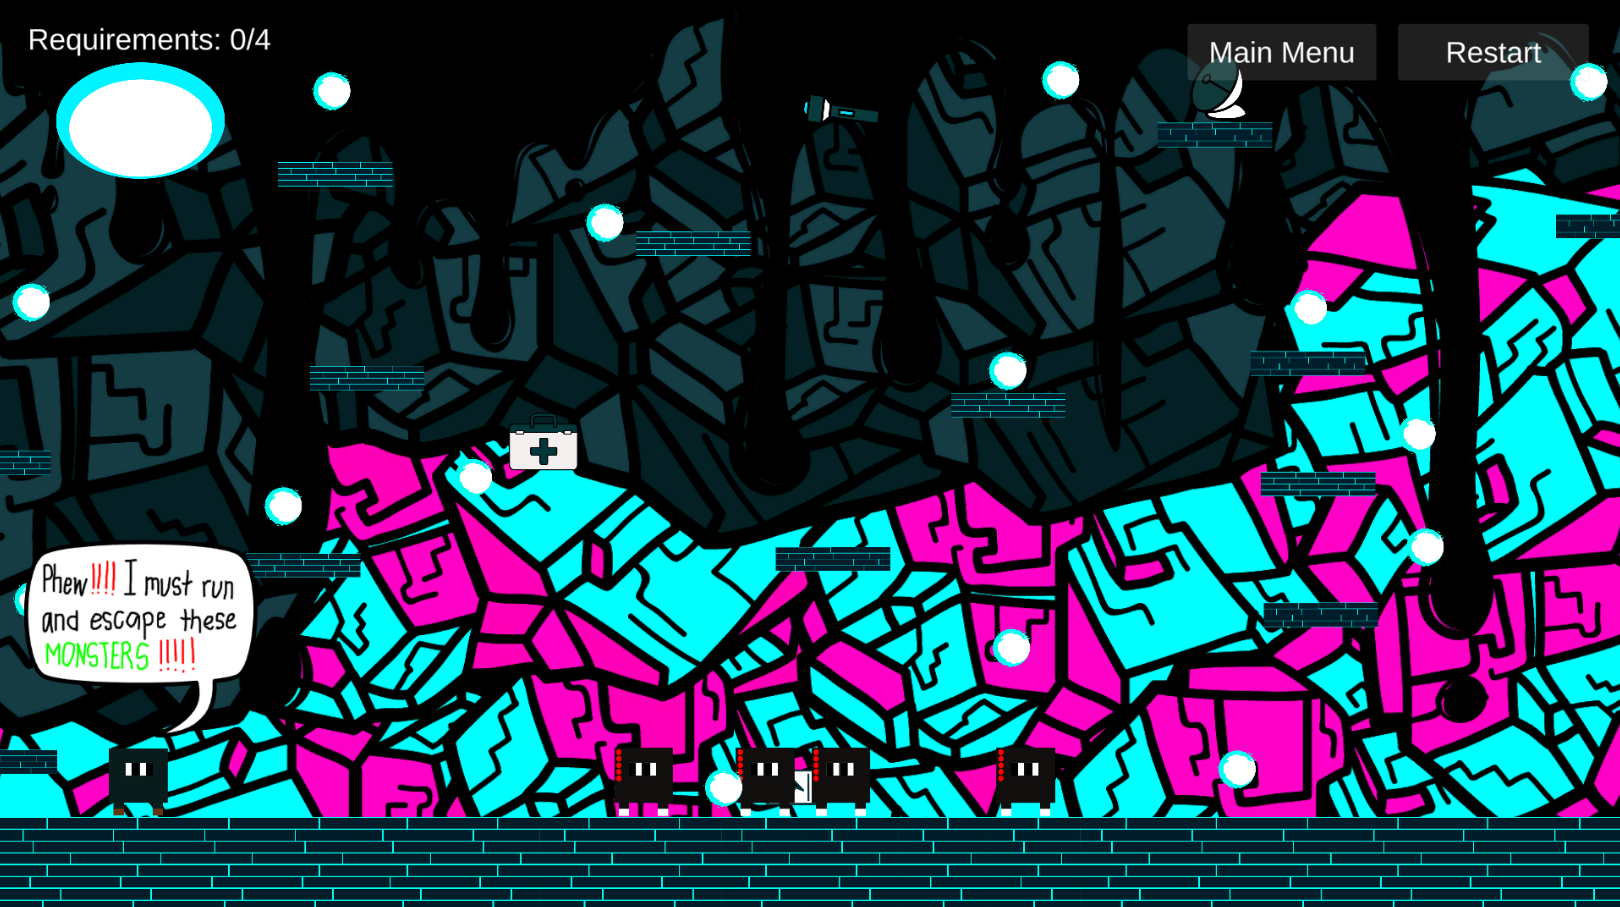 Requirements: 0/4
Main Menu
Restart
Phew!!!! I must run
and escape these
MONSTERS !!!!!